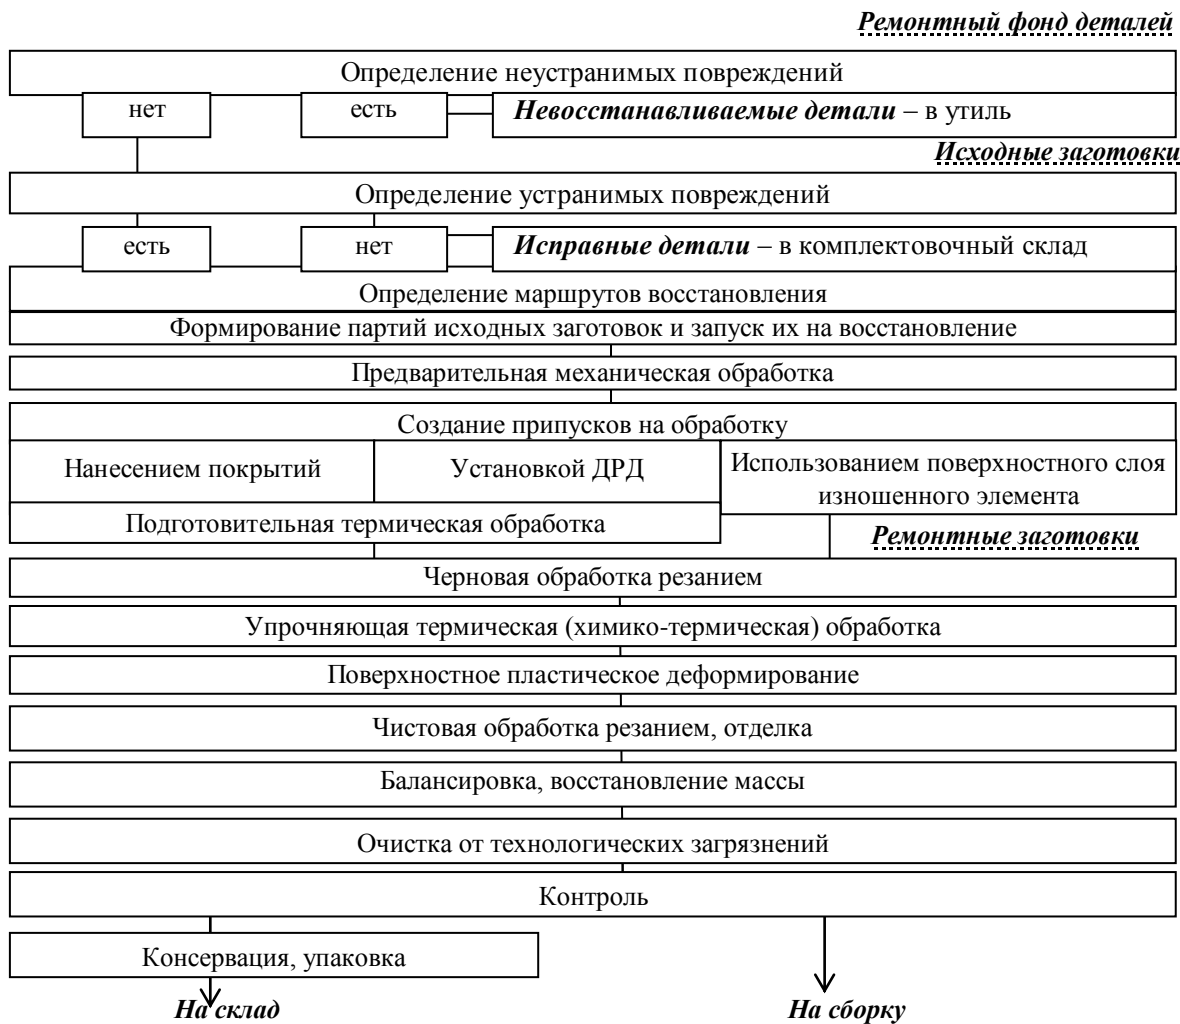 Ремонтный фонд деталей
Определение неустранимых повреждений
нет
есть
Невосстанавливаемые детали – в утиль
Исходные заготовки
Определение устранимых повреждений
есть
нет
Исправные детали – в комплектовочный склад
Определение маршрутов восстановления
Формирование партий исходных заготовок и запуск их на восстановление
Предварительная механическая обработка
Создание припусков на обработку
Нанесением покрытий
Установкой ДРД
Использованием поверхностного слоя
изношенного элемента
Подготовительная термическая обработка
Ремонтные заготовки
Черновая обработка резанием
Упрочняющая термическая (химико-термическая) обработка
Поверхностное пластическое деформирование
Чистовая обработка резанием, отделка
Балансировка, восстановление массы
Очистка от технологических загрязнений
Контроль
Консервация, упаковка
На склад
На сборку